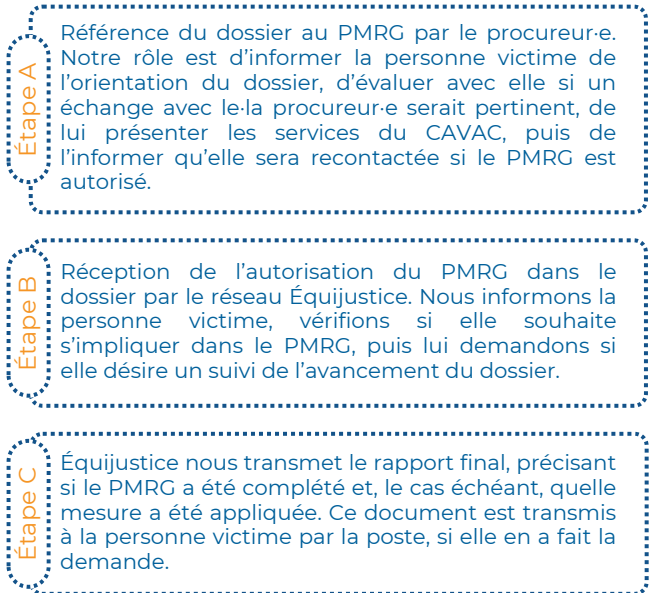 Étape A
Référence du dossier au PMRG par le procureur·e.
Notre rôle est d'informer la personne victime de
l'orientation du dossier, d'évaluer avec elle si un
échange avec le·la procureur·e serait pertinent, de
lui présenter les services du CAVAC, puis de
l'informer qu'elle sera recontactée si le PMRG est
autorisé.
Étape B
Réception de l'autorisation du PMRG dans le
dossier par le réseau Équijustice. Nous informons la
personne victime, vérifions si elle souhaite
s'impliquer dans le PMRG, puis lui demandons si
elle désire un suivi de l'avancement du dossier.
Étape C
Équijustice nous transmet le rapport final, précisant
si le PMRG a été complété et, le cas échéant, quelle
mesure a été appliquée. Ce document est transmis
à la personne victime par la poste, si elle en a fait la
demande.